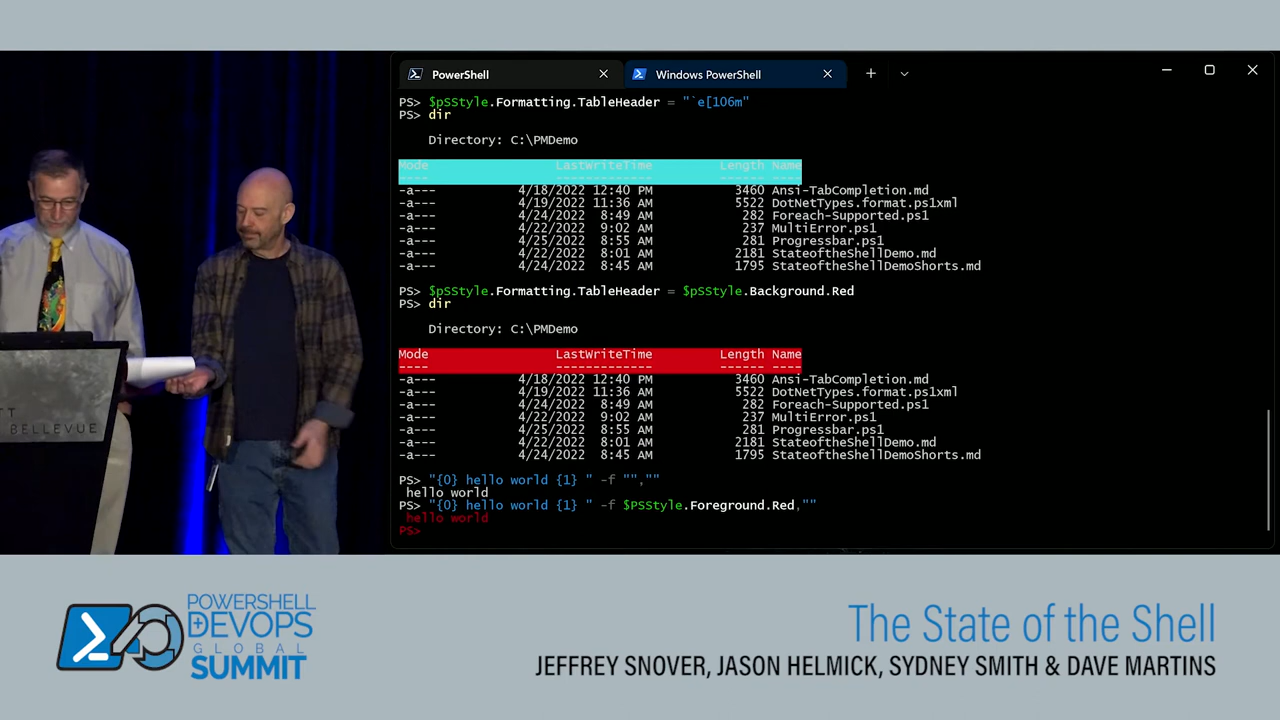 PowerShell
Windows PowerShell
PS> $pSStyle.Formatting.TableHeader = "`e[106m"
PS> dir
Directory: C:\PMDemo
Mode LastWriteTime Length Name
---- ------------- ------ ----
-a--- 4/18/2022 12:40 PM 3460 Ansi-TabCompletion.md
-a--- 4/19/2022 11:36 AM 5522 DotNetTypes.format.ps1xml
-a--- 4/24/2022 8:49 AM 282 Foreach-Supported.ps1
-a--- 4/22/2022 9:02 AM 237 MultiError.ps1
-a--- 4/25/2022 8:55 AM 281 Progressbar.ps1
-a--- 4/22/2022 8:01 AM 2181 StateoftheShellDemo.md
-a--- 4/24/2022 8:45 AM 1795 StateoftheShellDemoShorts.md
PS> $pSStyle.Formatting.TableHeader = $pSStyle.Background.Red
PS> dir
Directory: C:\PMDemo
Mode LastWriteTime Length Name
---- ------------- ------ ----
-a--- 4/18/2022 12:40 PM 3460 Ansi-TabCompletion.md
-a--- 4/19/2022 11:36 AM 5522 DotNetTypes.format.ps1xml
-a--- 4/24/2022 8:49 AM 282 Foreach-Supported.ps1
-a--- 4/22/2022 9:02 AM 237 MultiError.ps1
-a--- 4/25/2022 8:55 AM 281 Progressbar.ps1
-a--- 4/22/2022 8:01 AM 2181 StateoftheShellDemo.md
-a--- 4/24/2022 8:45 AM 1795 StateoftheShellDemoShorts.md
PS> "{0} hello world {1} " -f "",""
hello world
PS> "{0} hello world {1} " -f $PSStyle.Foreground.Red,""
hello world
PS>
BELLEVUE
POWERSHELL
+DEVOPS
GLOBAL
SUMMIT
The State of the Shell
JEFFREY SNOVER, JASON HELMICK, SYDNEY SMITH & DAVE MARTINS